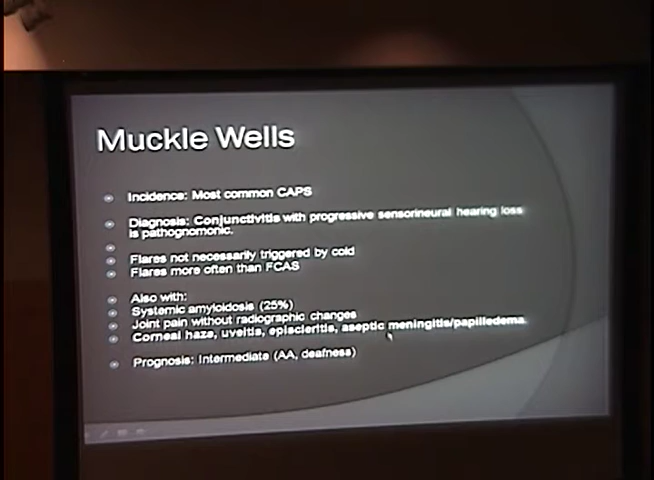 Muckle Wells
Incidence: Most common CAPS
Diagnosis: Conjunctivitis with progressive sensorineural hearing loss
is pathognomonic.
Flares not necessarily triggered by cold
Flares more often than FCAS
Also with:
Systemic amyloidosis (25%)
Joint pain without radiographic changes
Corneal haze, uveitis, episcleritis, aseptic meningitis/papilledema.
Prognosis: Intermediate (AA, deafness)